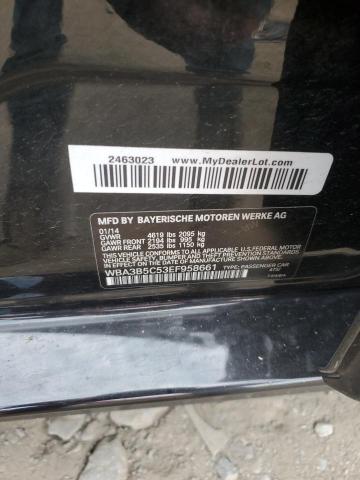 2463023 www.MyDealerLot.com
MFD BY BAYERISCHE MOTOREN WERKE AG
01/14
GVWR 4619 lbs 2095 kg
GAWR FRONT 2194 lbs 995 kg
GAWR REAR 2535 lbs 1150 kg
THIS VEHICLE CONFORMS TO ALL APPLICABLE U.S. FEDERAL MOTOR
VEHICLE SAFETY, BUMPER, AND THEFT PREVENTION
STANDARDS IN EFFECT ON THE DATE OF MANUFACTURE SHOWN ABOVE.
WBA3B5C53EF958661 TYPE: PASSENGER CAR